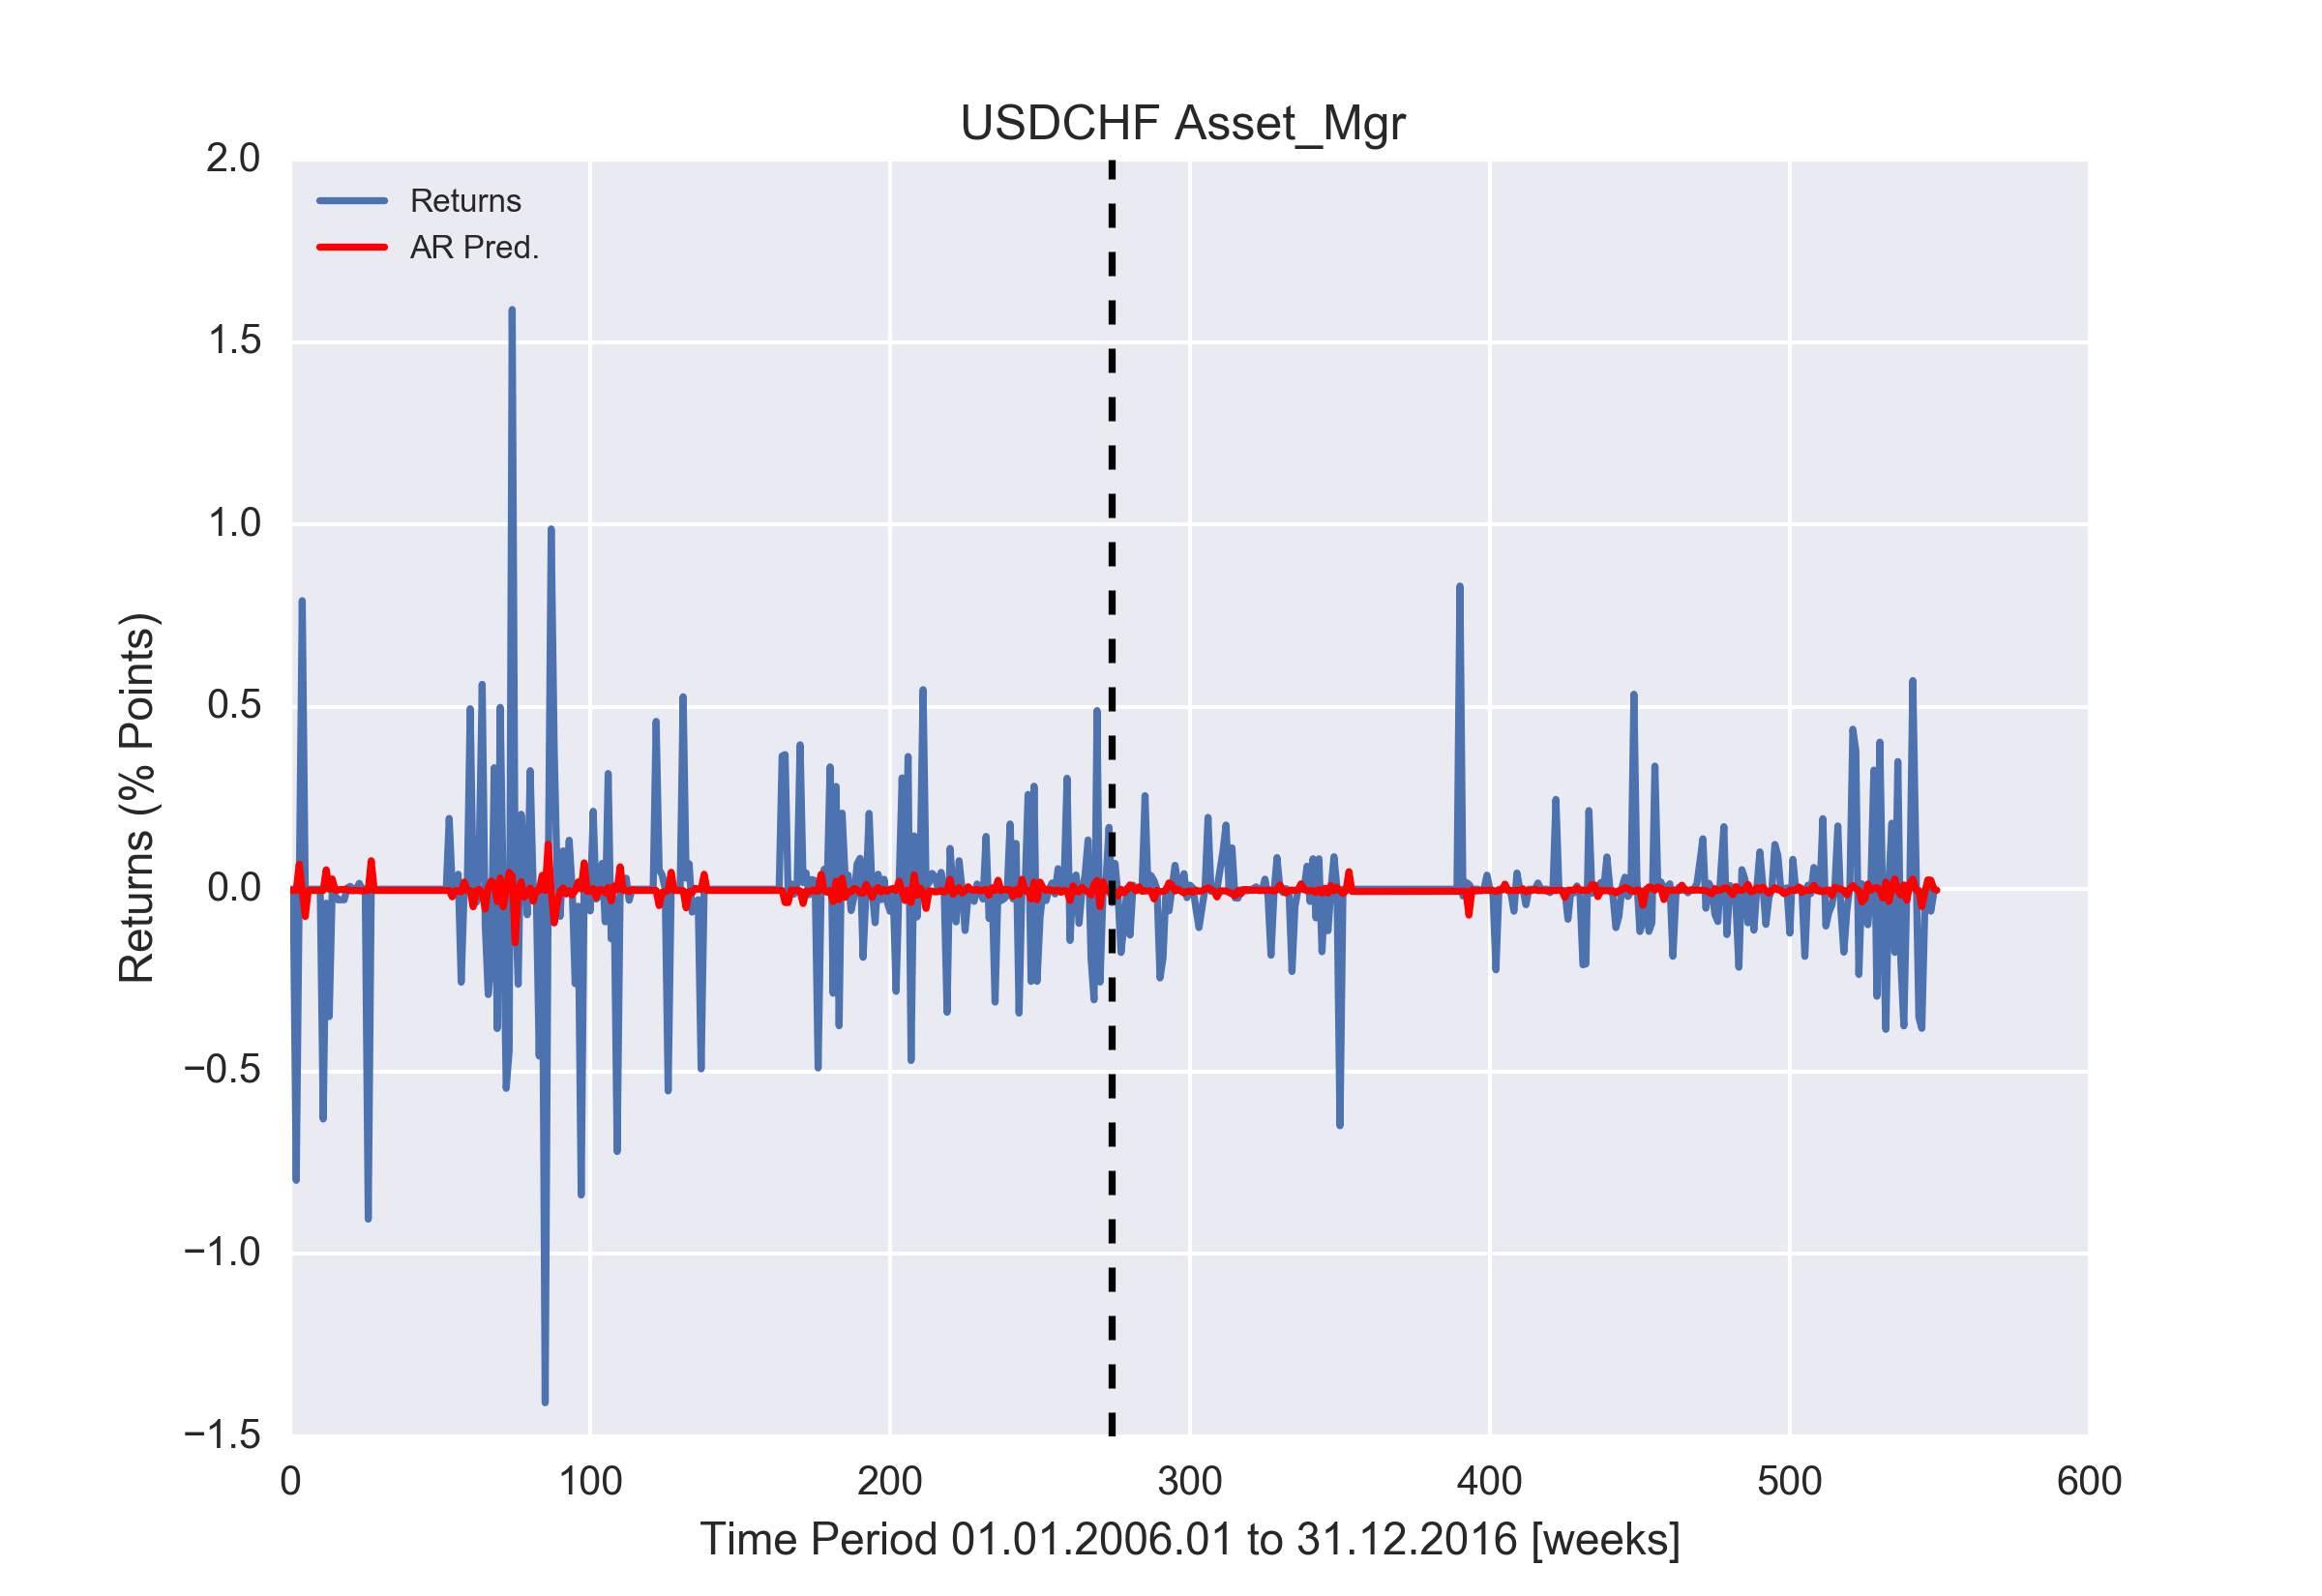 USDCHF Asset_Mgr
Returns
AR Pred.
2.0
1.5
1.0
0.5
0.0
−0.5
−1.0
−1.5
Returns (% Points)
0 100 200 300 400 500 600
Time Period 01.01.2006.01 to 31.12.2016 [weeks]